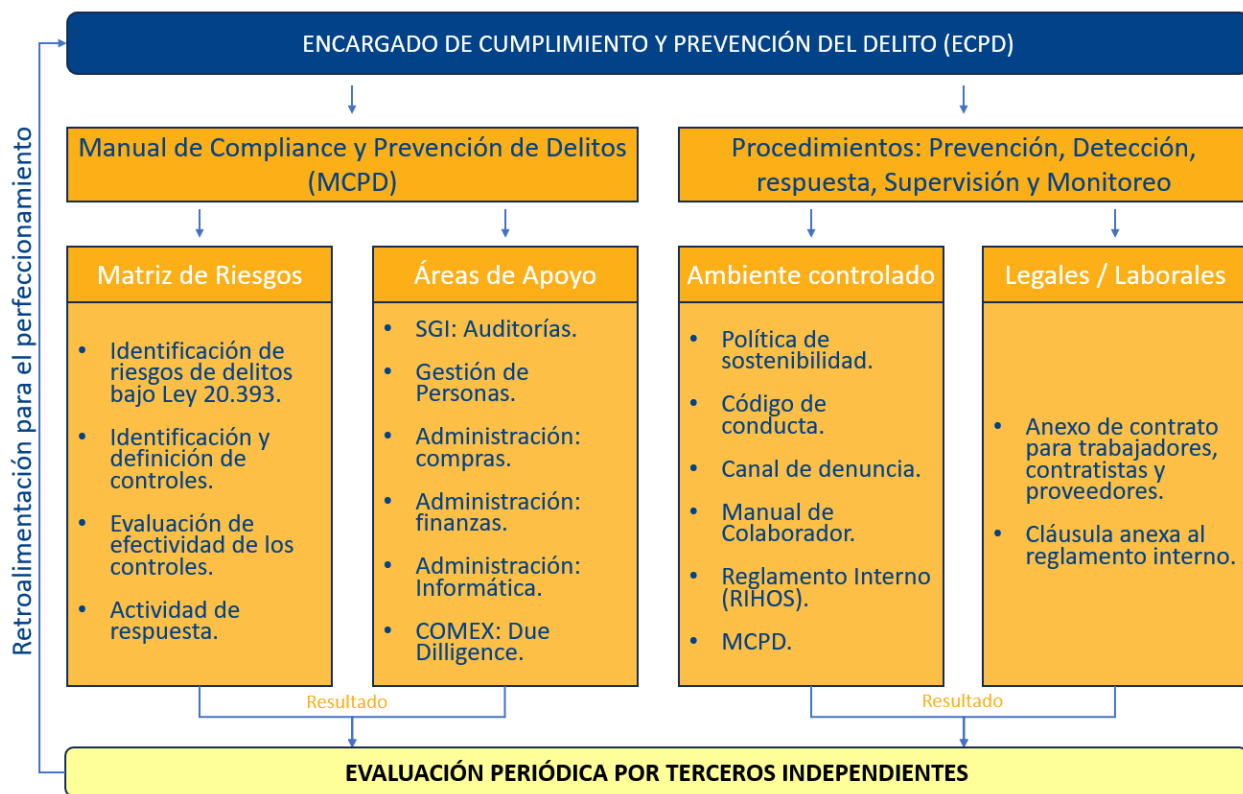 ENCARGADO DE CUMPLIMIENTO Y PREVENCIÓN DEL DELITO (ECPD)
Retroalimentación para el perfeccionamiento
Manual de Compliance y Prevención de Delitos
(MCPD)
Procedimientos: Prevención, Detección,
respuesta, Supervisión y Monitoreo
Matriz de Riesgos
• Identificación de
riesgos de delitos
bajo Ley 20.393.
• Identificación y
definición de
controles.
• Evaluación de
efectividad de los
controles.
• Actividad de
respuesta.
Áreas de Apoyo
• SGI: Auditorías.
• Gestión de
Personas.
• Administración:
compras.
• Administración:
finanzas.
• Administración:
Informática.
• COMEX: Due
Dilligence.
Ambiente controlado
• Política de
sostenibilidad.
• Código de
conducta.
• Canal de denuncia.
• Manual de
Colaborador.
• Reglamento Interno
(RIHOS).
• MCPD.
Legales / Laborales
• Anexo de contrato
para trabajadores,
contratistas y
proveedores.
• Cláusula anexa al
reglamento interno.
Resultado
Resultado
EVALUACIÓN PERIÓDICA POR TERCEROS INDEPENDIENTES